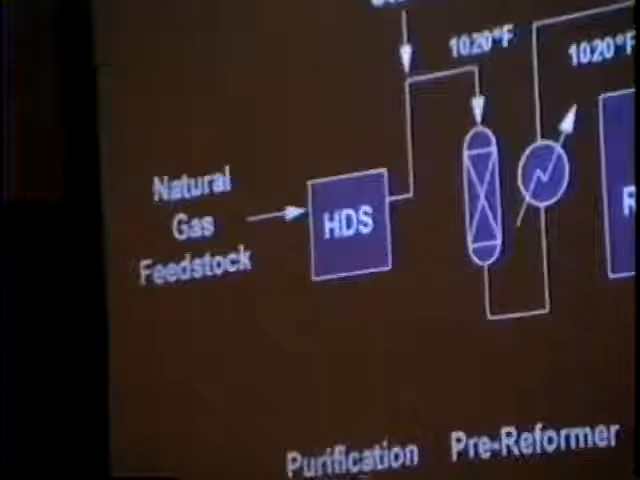 1020°F
1020°F
Natural
Gas
Feedstock
HDS
Purification
Pre-Reformer